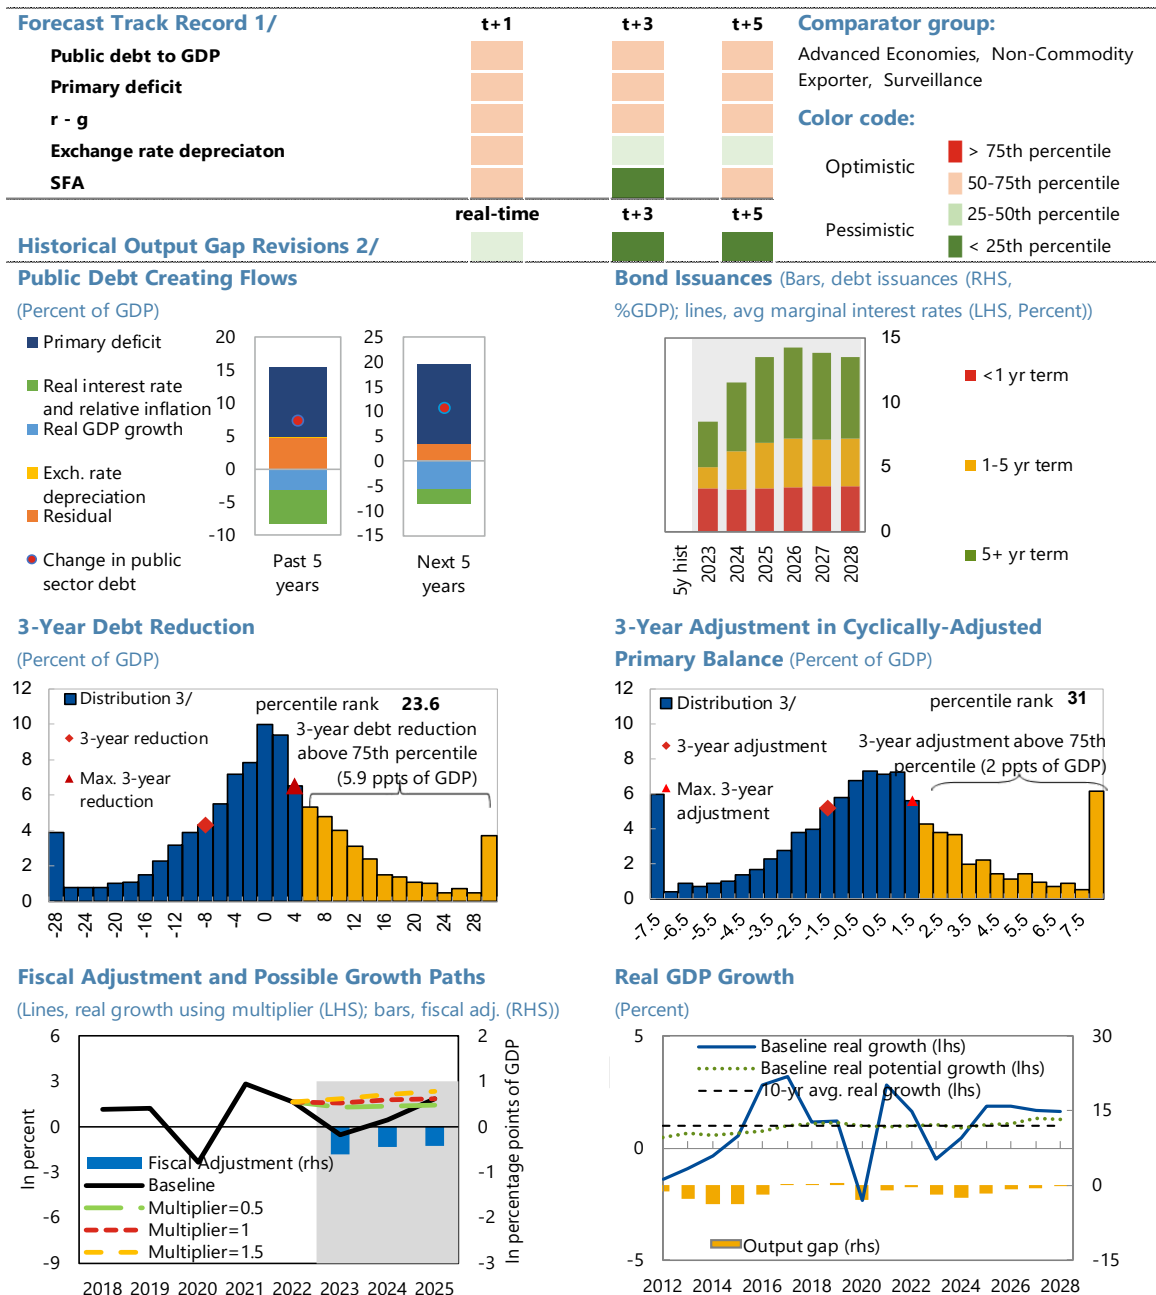 Forecast Track Record 1/ t+1 t+3 t+5
Public debt to GDP
Primary deficit
r - g
Exchange rate depreciaton
SFA
real-time t+3 t+5
Historical Output Gap Revisions 2/
Comparator group:
Advanced Economies, Non-Commodity
Exporter, Surveillance
Color code:
Optimistic
> 75th percentile
50-75th percentile
Pessimistic
25-50th percentile
< 25th percentile
Public Debt Creating Flows
(Percent of GDP)
Primary deficit
Real interest rate
and relative inflation
Real GDP growth
Exch. rate
depreciation
Residual
Change in public
sector debt
20
15
10
5
0
-5
-10
Past 5
years
25
20
15
10
5
0
-5
-10
-15
Next 5
years
Bond Issuances (Bars, debt issuances (RHS,
%GDP); lines, avg marginal interest rates (LHS, Percent))
15
10
5
0
5y hist 2023 2024 2025 2026 2027 2028
<1 yr term
1-5 yr term
5+ yr term
3-Year Debt Reduction
(Percent of GDP)
12
10
8
6
4
2
0
Distribution 3/
3-year reduction
Max. 3-year
reduction
percentile rank 23.6
3-year debt reduction
above 75th percentile
(5.9 ppts of GDP)
-28 -24 -20 -16 -12 -8 -4 0 4 8 12 16 20 24 28
3-Year Adjustment in Cyclically-Adjusted
Primary Balance (Percent of GDP)
12
10
8
6
4
2
0
Distribution 3/
3-year adjustment
Max. 3-year
adjustment
percentile rank 31
3-year adjustment above 75th
percentile (2 ppts of GDP)
-7.5 -6.5 -5.5 -4.5 -3.5 -2.5 -1.5 -0.5 0.5 1.5 2.5 3.5 4.5 5.5 6.5 7.5
Fiscal Adjustment and Possible Growth Paths
(Lines, real growth using multiplier (LHS); bars, fiscal adj. (RHS))
In percent
6
3
0
-3
-6
-9
Fiscal Adjustment (rhs)
Baseline
Multiplier=0.5
Multiplier=1
Multiplier=1.5
2
1
0
-1
-2
-3
In percentage points of GDP
2018 2019 2020 2021 2022 2023 2024 2025
Real GDP Growth
(Percent)
5
0
-5
Baseline real growth (lhs)
Baseline real potential growth (lhs)
10-yr avg. real growth (lhs)
Output gap (rhs)
30
15
0
-15
2012 2014 2016 2018 2020 2022 2024 2026 2028